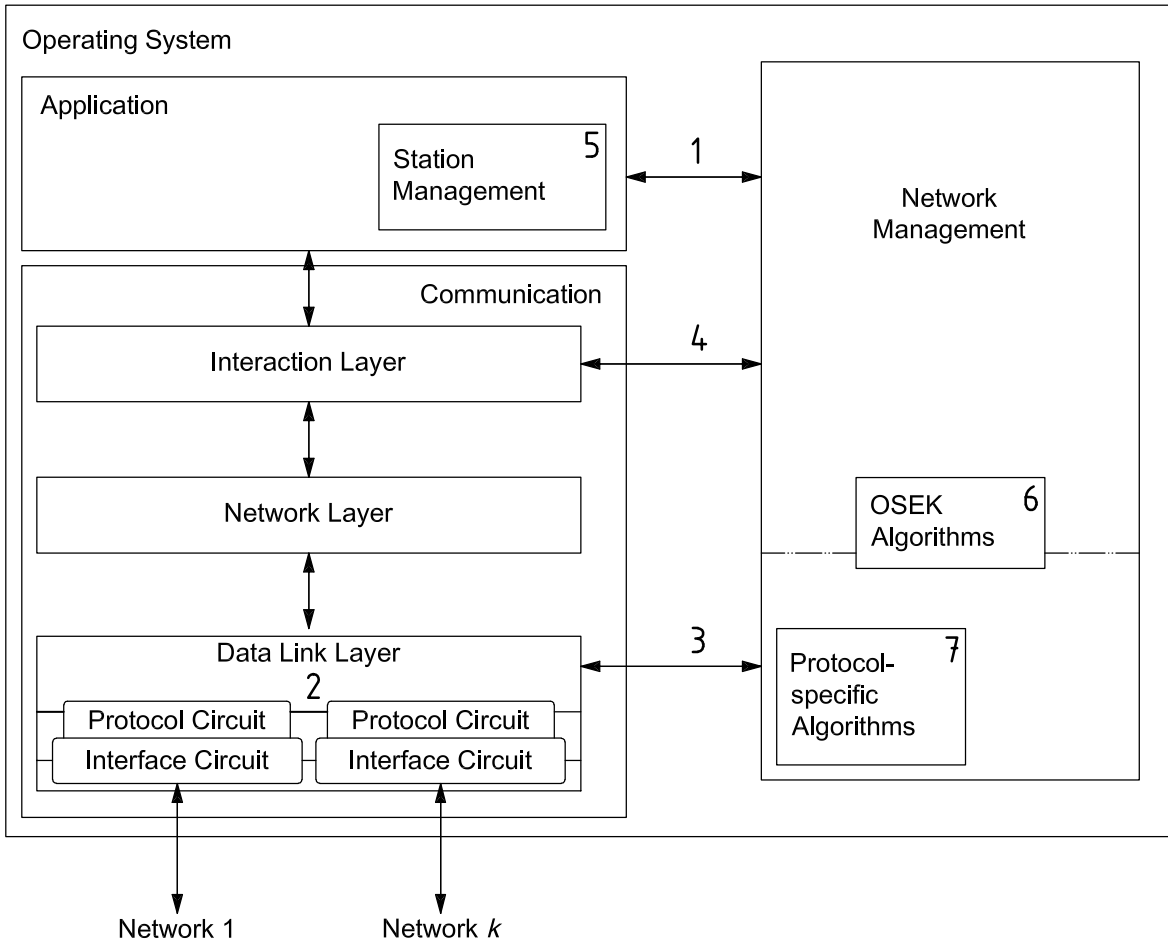 Operating System
Application
Station
Management
5
1
Network
Management
Communication
Interaction Layer
4
Network Layer
OSEK
Algorithms
6
Data Link Layer
2
3
Protocol-
specific
Algorithms
7
Protocol Circuit
Protocol Circuit
Interface Circuit
Interface Circuit
Network 1
Network k